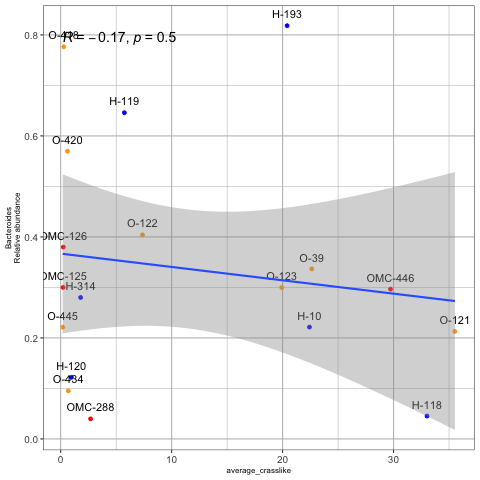 H-193
O-418
R = −0.17, p = 0.5
H-119
O-420
O-122
OMC-126
O-39
OMC-125
O-123
OMC-446
H-314
O-445
H-10
O-121
H-120
O-434
OMC-288
H-118
0.8
0.6
0.4
0.2
0.0
0
10
20
30
average_crasslike
Bacteroides
Relative abundance